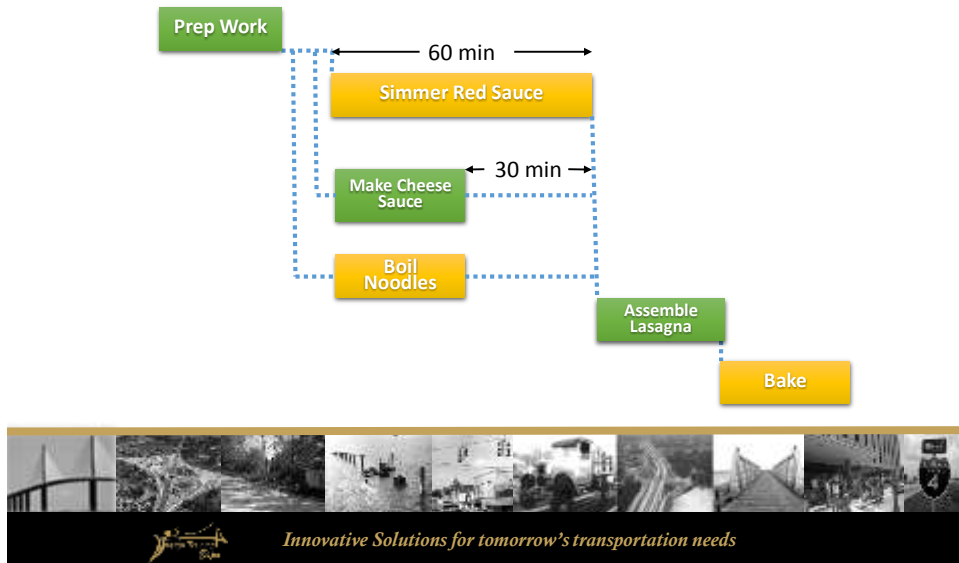 Prep Work
60 min
Simmer Red Sauce
30 min
Make Cheese
Sauce
Boil
Noodles
Assemble
Lasagna
Bake
4
Innovative Solutions for tomorrow's transportation needs